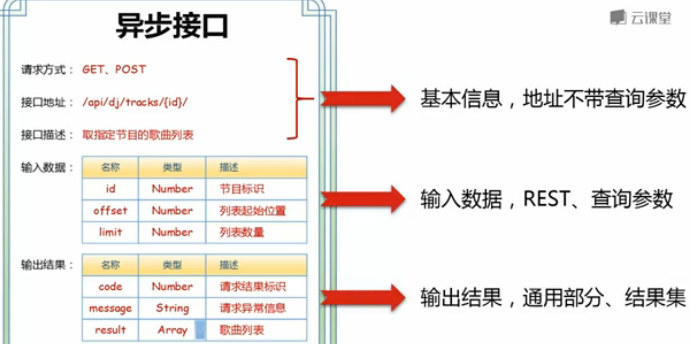 异步接口
云课堂
请求方式： GET、POST
接口地址： /api/dj/tracks/{id}/
接口描述： 取指定节目的歌曲列表
基本信息，地址不带查询参数
输入数据：
名称 类型 描述
id Number 节目标识
offset Number 列表起始位置
limit Number 列表数量
输入数据，REST、查询参数
输出结果：
名称 类型 描述
code Number 请求结果标识
message String 请求异常信息
result Array 歌曲列表
输出结果，通用部分、结果集